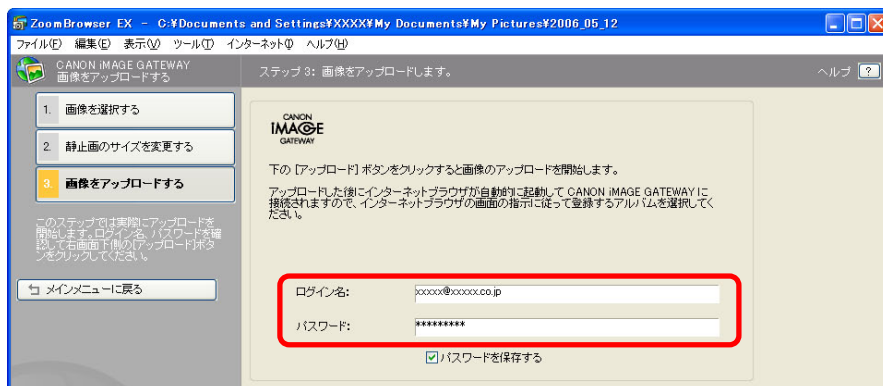 ZoomBrowser EX - C:¥Documents and Settings¥XXXX¥My Documents¥My Pictures¥2006_05_12
ファイル(F) 編集(E) 表示(V) ツール(T) インターネット(I) ヘルプ(H)
CANON iMAGE GATEWAY
画像をアップロードする
ステップ 3: 画像をアップロードします。
ヘルプ ?
1. 画像を選択する
2. 静止画のサイズを変更する
3. 画像をアップロードする
このステップでは実際にアップロードを
開始します。ログイン名、パスワードを確
認して右画面下側の[アップロード]ボタ
ンをクリックしてください。
メインメニューに戻る
CANON
iMAGE
GATEWAY
下の [アップロード] ボタンをクリックすると画像のアップロードを開始します。
アップロードした後にインターネットブラウザが自動的に起動して CANON iMAGE GATEWAY に
接続されますので、インターネットブラウザの画面の指示に従って登録するアルバムを選択してく
ださい。
ログイン名: xxxxx@xxxxx.co.jp
パスワード: *********
パスワードを保存する